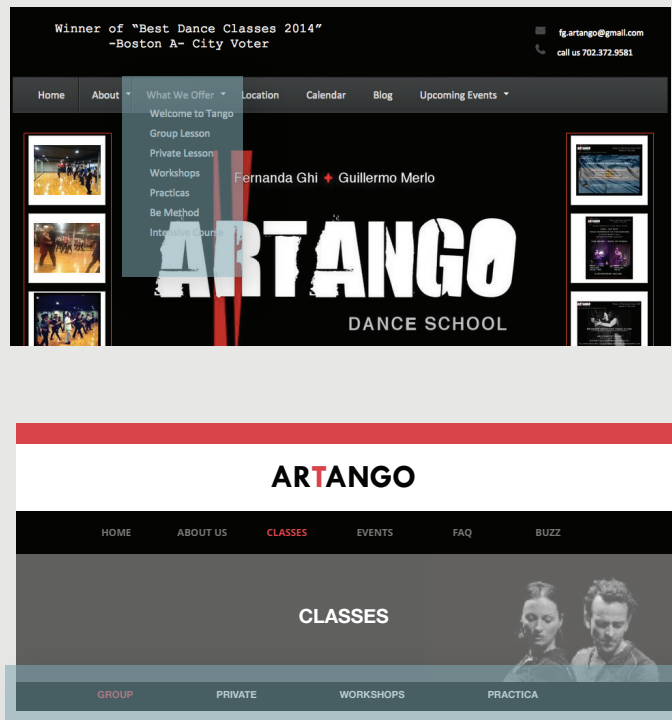 Winner of “Best Dance Classes 2014”
-Boston A- City Voter
fg.artango@gmail.com
call us 702.372.9581
Home About What We Offer Location Calendar Blog Upcoming Events
Welcome to Tango
Group Lesson
Private Lesson
Workshops
Practicas
Be Method
Intensive Course
Fernanda Ghi Guillermo Merlo
ARTANGO
DANCE SCHOOL
ARTANGO
HOME ABOUT US CLASSES EVENTS FAQ BUZZ
CLASSES
GROUP PRIVATE WORKSHOPS PRACTICA